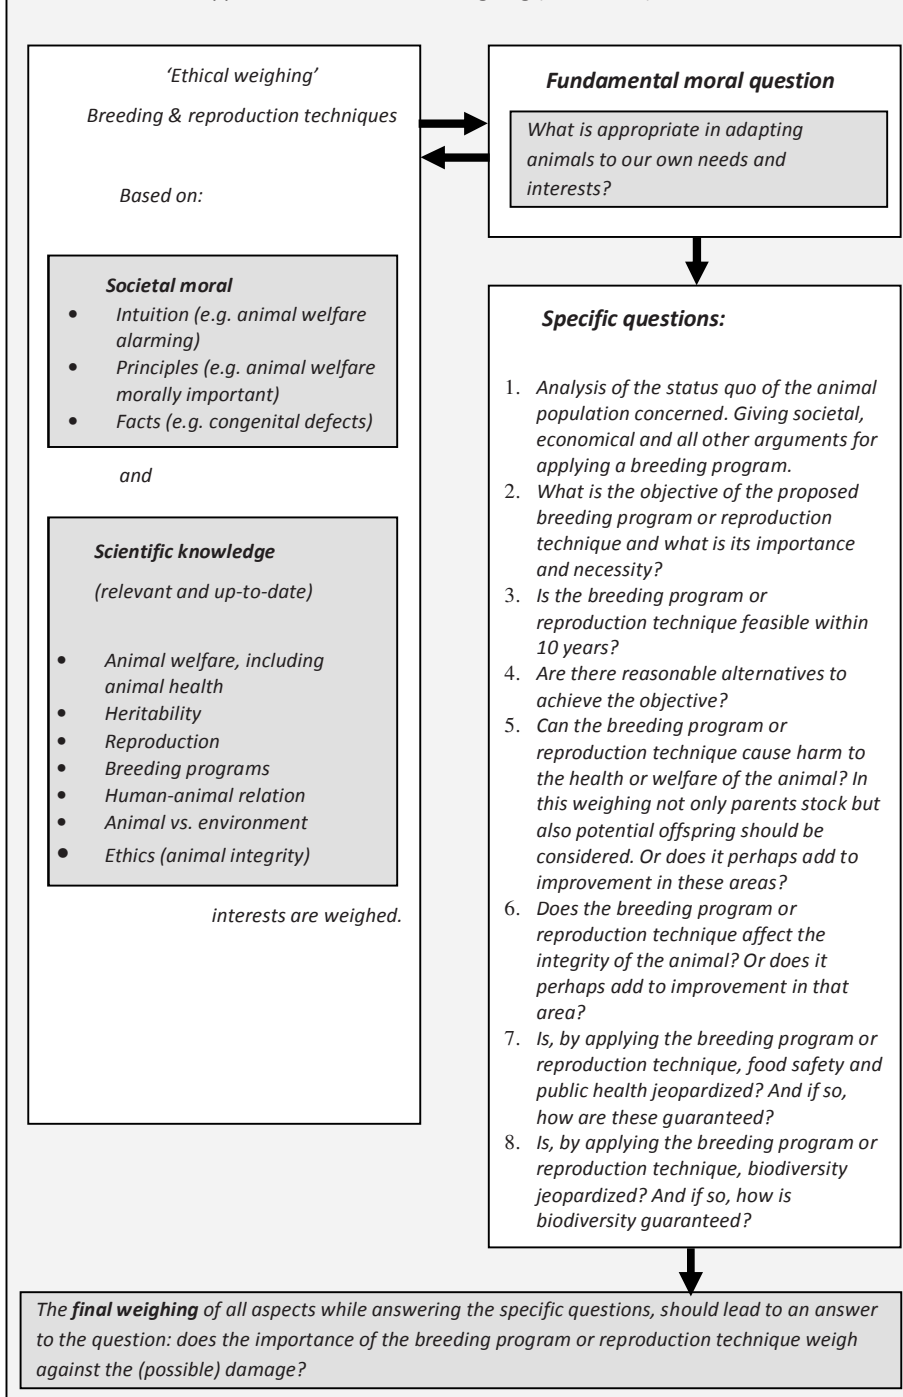 'Ethical weighing'
Breeding & reproduction techniques
Based on:
Societal moral
• Intuition (e.g. animal welfare
alarming)
• Principles (e.g. animal welfare
morally important)
• Facts (e.g. congenital defects)
and
Scientific knowledge
(relevant and up-to-date)
• Animal welfare, including
animal health
• Heritability
• Reproduction
• Breeding programs
• Human-animal relation
• Animal vs. environment
• Ethics (animal integrity)
interests are weighed.
Fundamental moral question
What is appropriate in adapting
animals to our own needs and
interests?
Specific questions:
1. Analysis of the status quo of the animal
population concerned. Giving societal,
economical and all other arguments for
applying a breeding program.
2. What is the objective of the proposed
breeding program or reproduction
technique and what is its importance
and necessity?
3. Is the breeding program or
reproduction technique feasible within
10 years?
4. Are there reasonable alternatives to
achieve the objective?
5. Can the breeding program or
reproduction technique cause harm to
the health or welfare of the animal? In
this weighing not only parents stock but
also potential offspring should be
considered. Or does it perhaps add to
improvement in these areas?
6. Does the breeding program or
reproduction technique affect the
integrity of the animal? Or does it
perhaps add to improvement in that
area?
7. Is, by applying the breeding program or
reproduction technique, food safety and
public health jeopardized? And if so,
how are these guaranteed?
8. Is, by applying the breeding program or
reproduction technique, biodiversity
jeopardized? And if so, how is
biodiversity guaranteed?
The final weighing of all aspects while answering the specific questions, should lead to an answer
to the question: does the importance of the breeding program or reproduction technique weigh
against the (possible) damage?